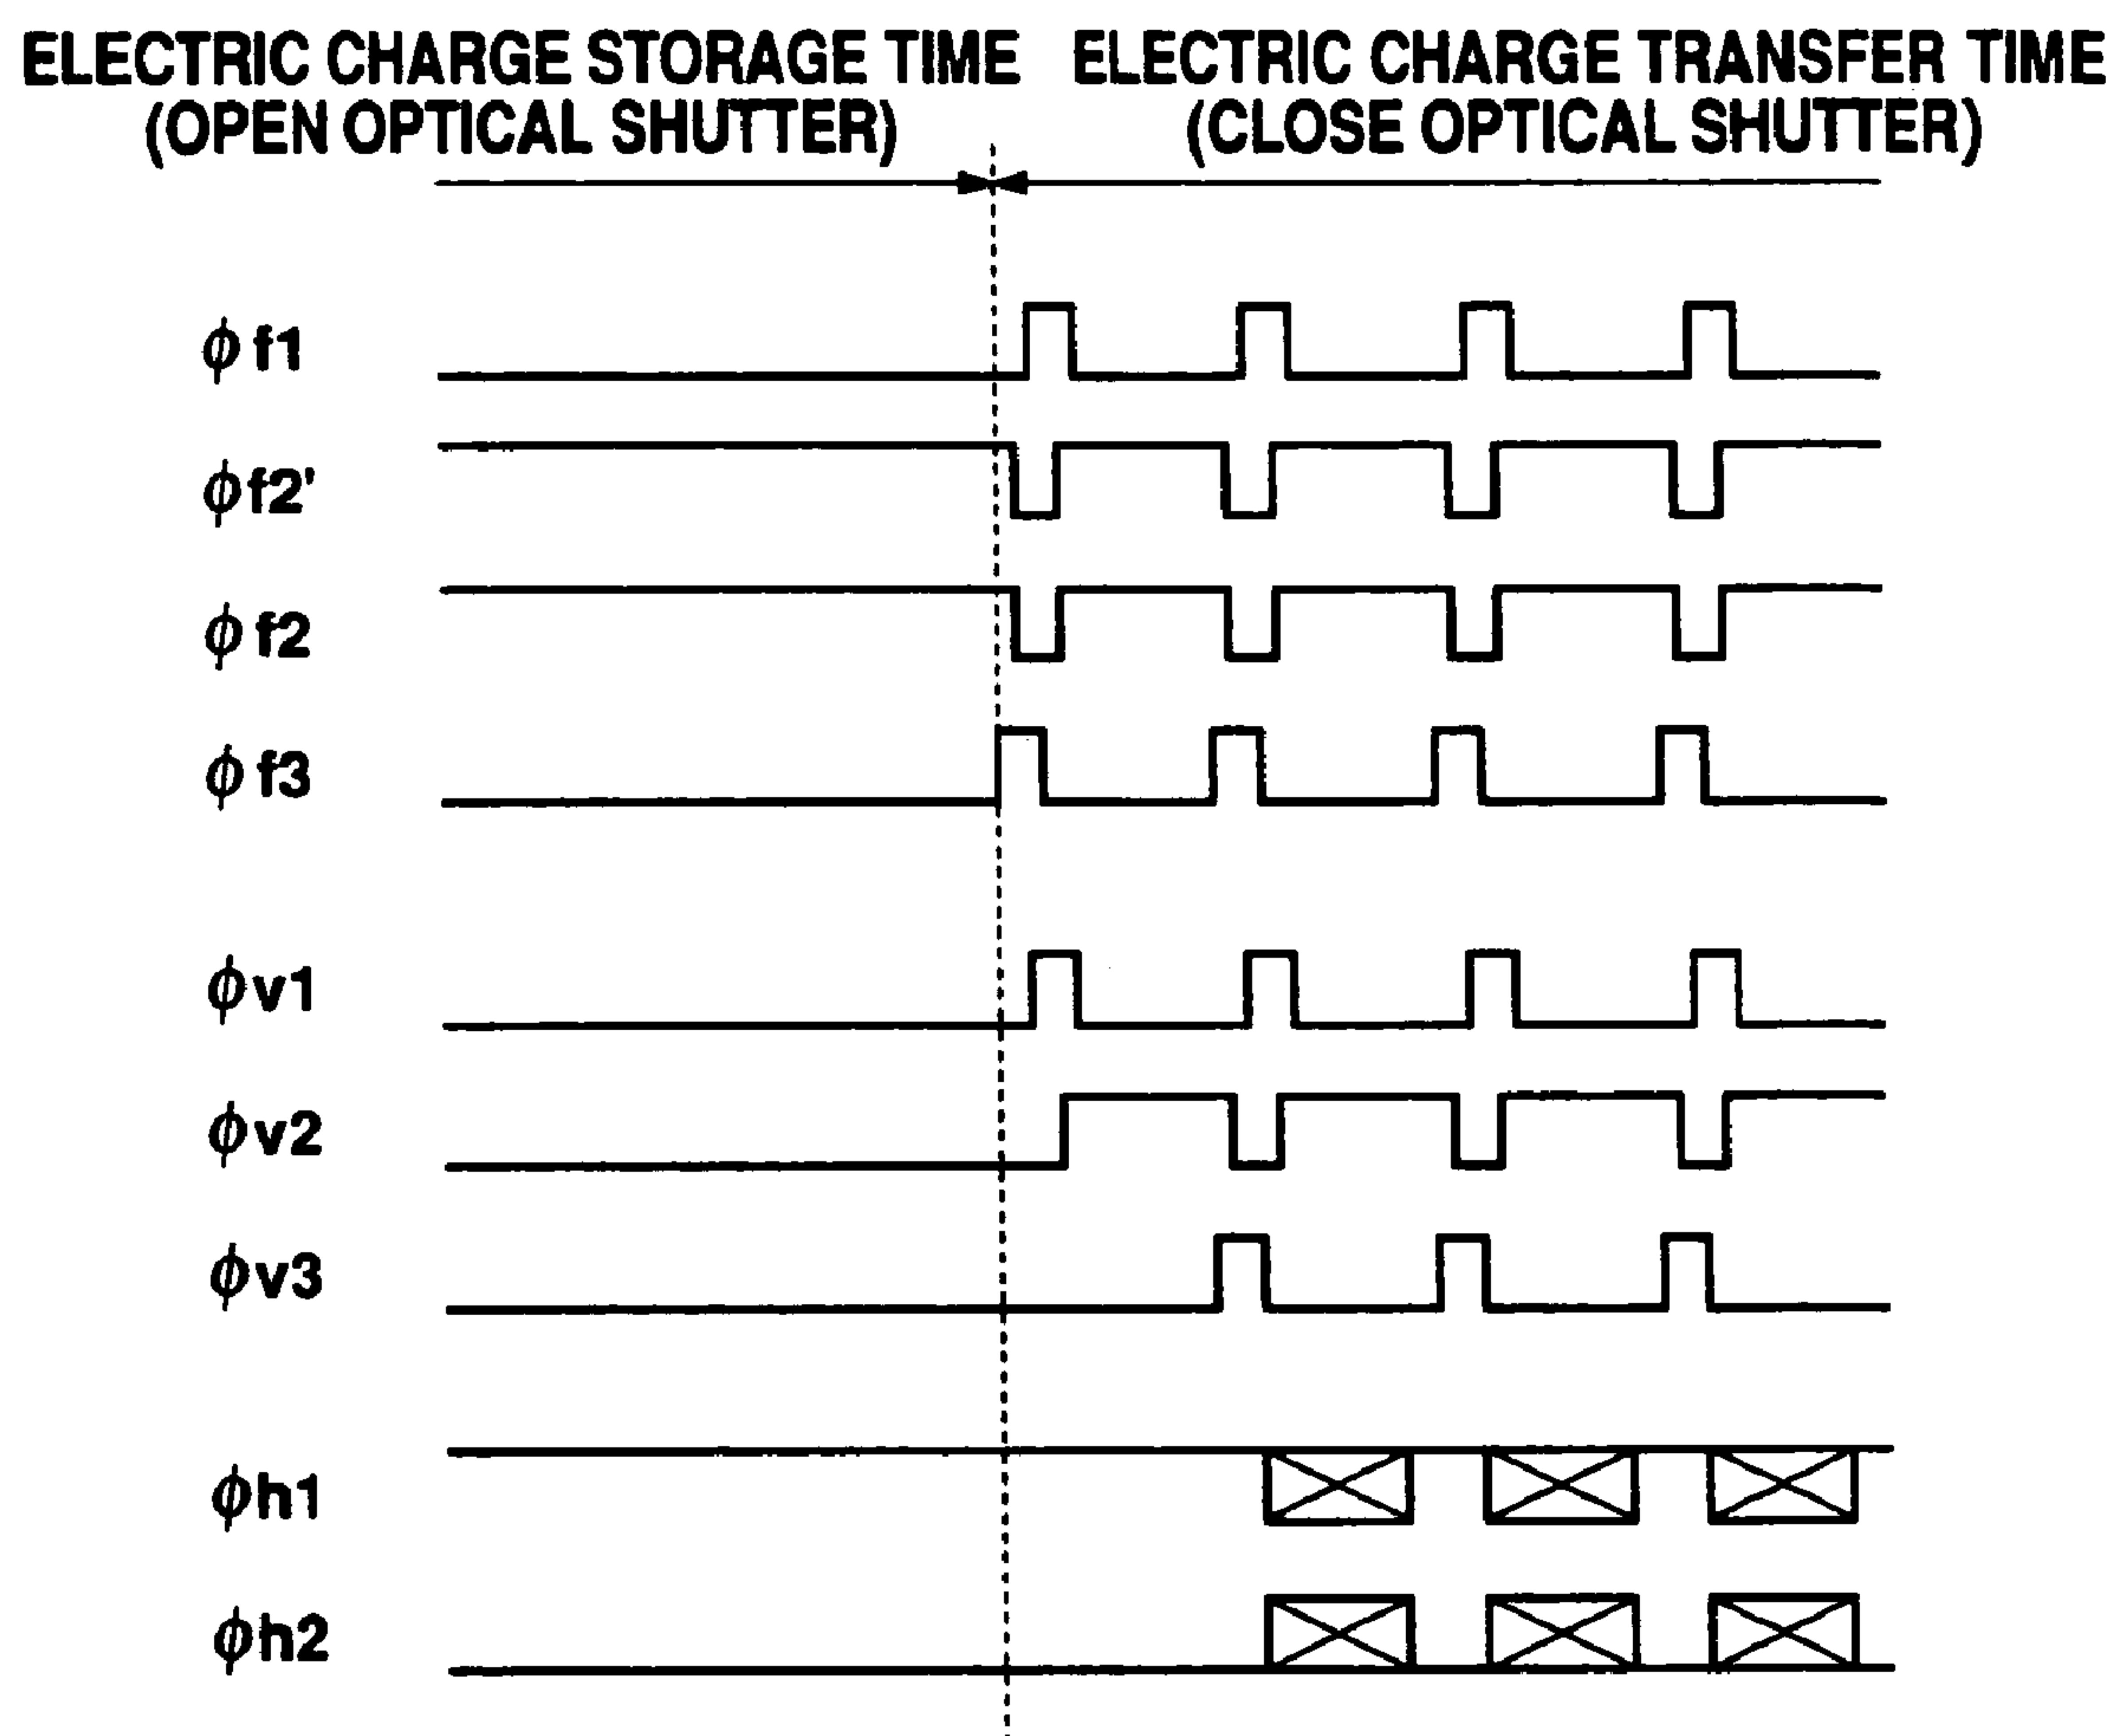 ELECTRIC CHARGE STORAGE TIME
(OPEN OPTICAL SHUTTER)
ELECTRIC CHARGE TRANSFER TIME
(CLOSE OPTICAL SHUTTER)
ϕf1
ϕf2'
ϕf2
ϕf3
ϕv1
ϕv2
ϕv3
ϕh1
ϕh2